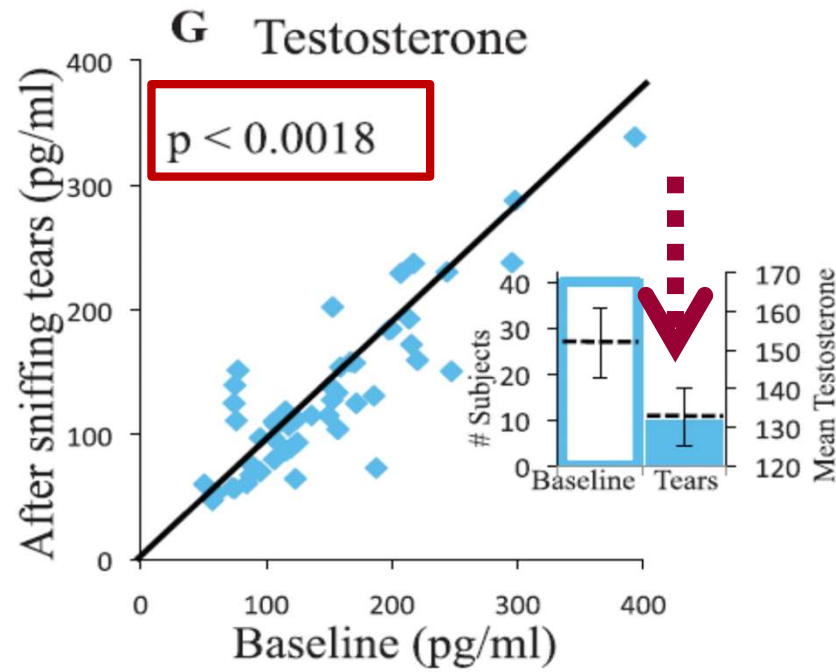 G Testosterone
After sniffing tears (pg/ml)
400
300
200
100
0
p < 0.0018
# Subjects
40
30
20
10
0
170
160
150
140
130
120
Mean Testosterone
Baseline Tears
0 100 200 300 400
Baseline (pg/ml)